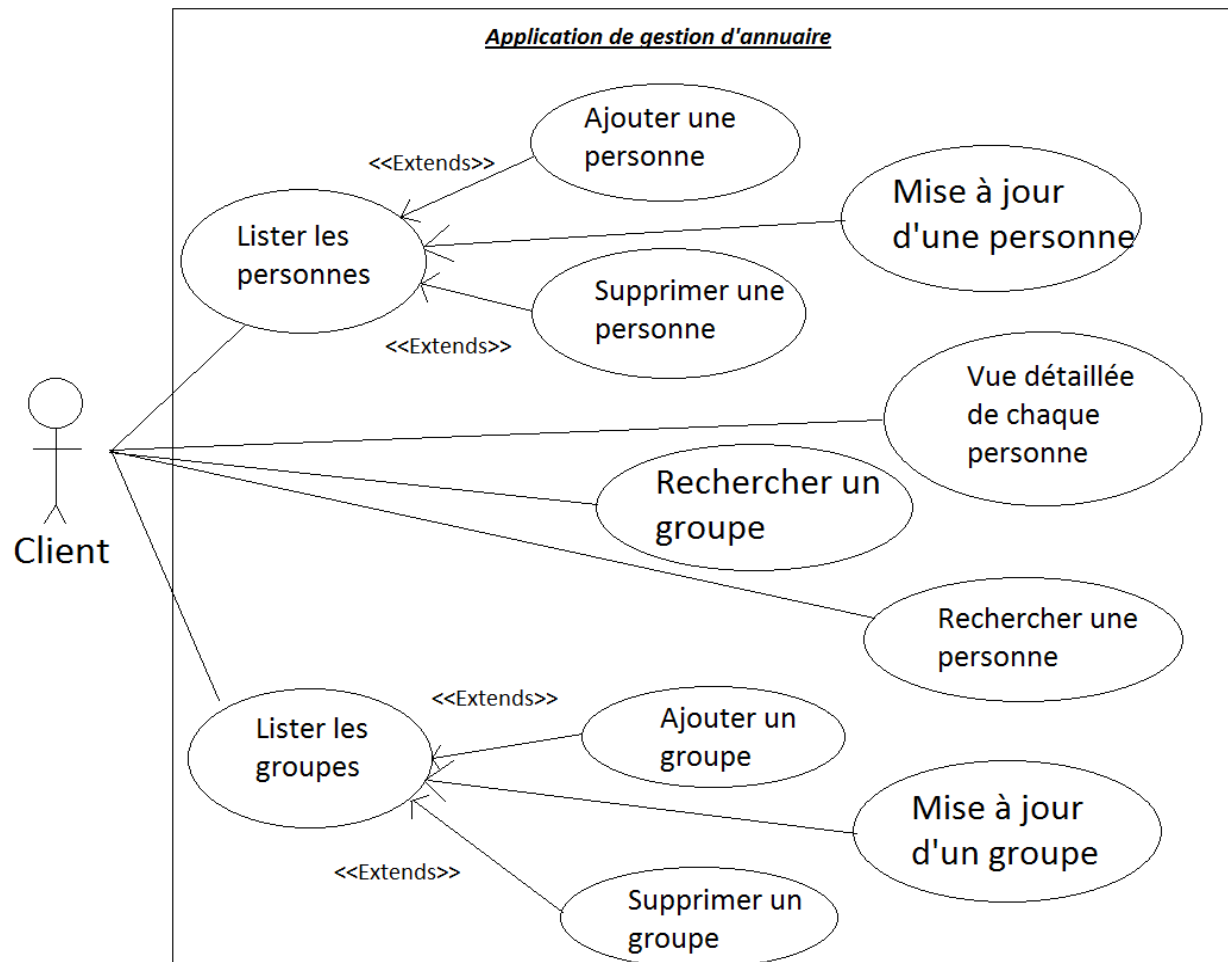 Application de gestion d'annuaire
Ajouter une
personne
<<Extends>>
Mise à jour
d'une personne
Lister les
personnes
Supprimer une
personne
<<Extends>>
Vue détaillée
de chaque
personne
Rechercher un
groupe
Client
Rechercher une
personne
<<Extends>>
Ajouter un
groupe
Lister les
groupes
Mise à jour
d'un groupe
<<Extends>>
Supprimer un
groupe